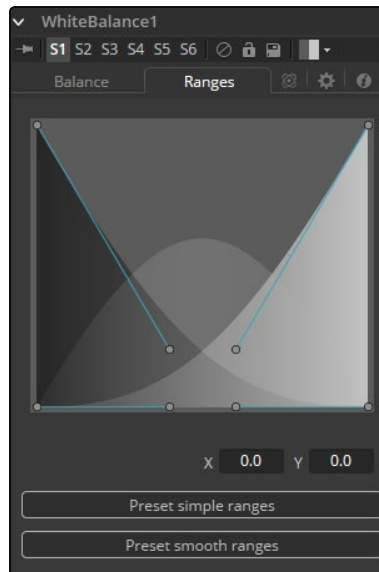 WhiteBalance1
S1 S2 S3 S4 S5 S6
Balance Ranges
X 0.0 Y 0.0
Preset simple ranges
Preset smooth ranges